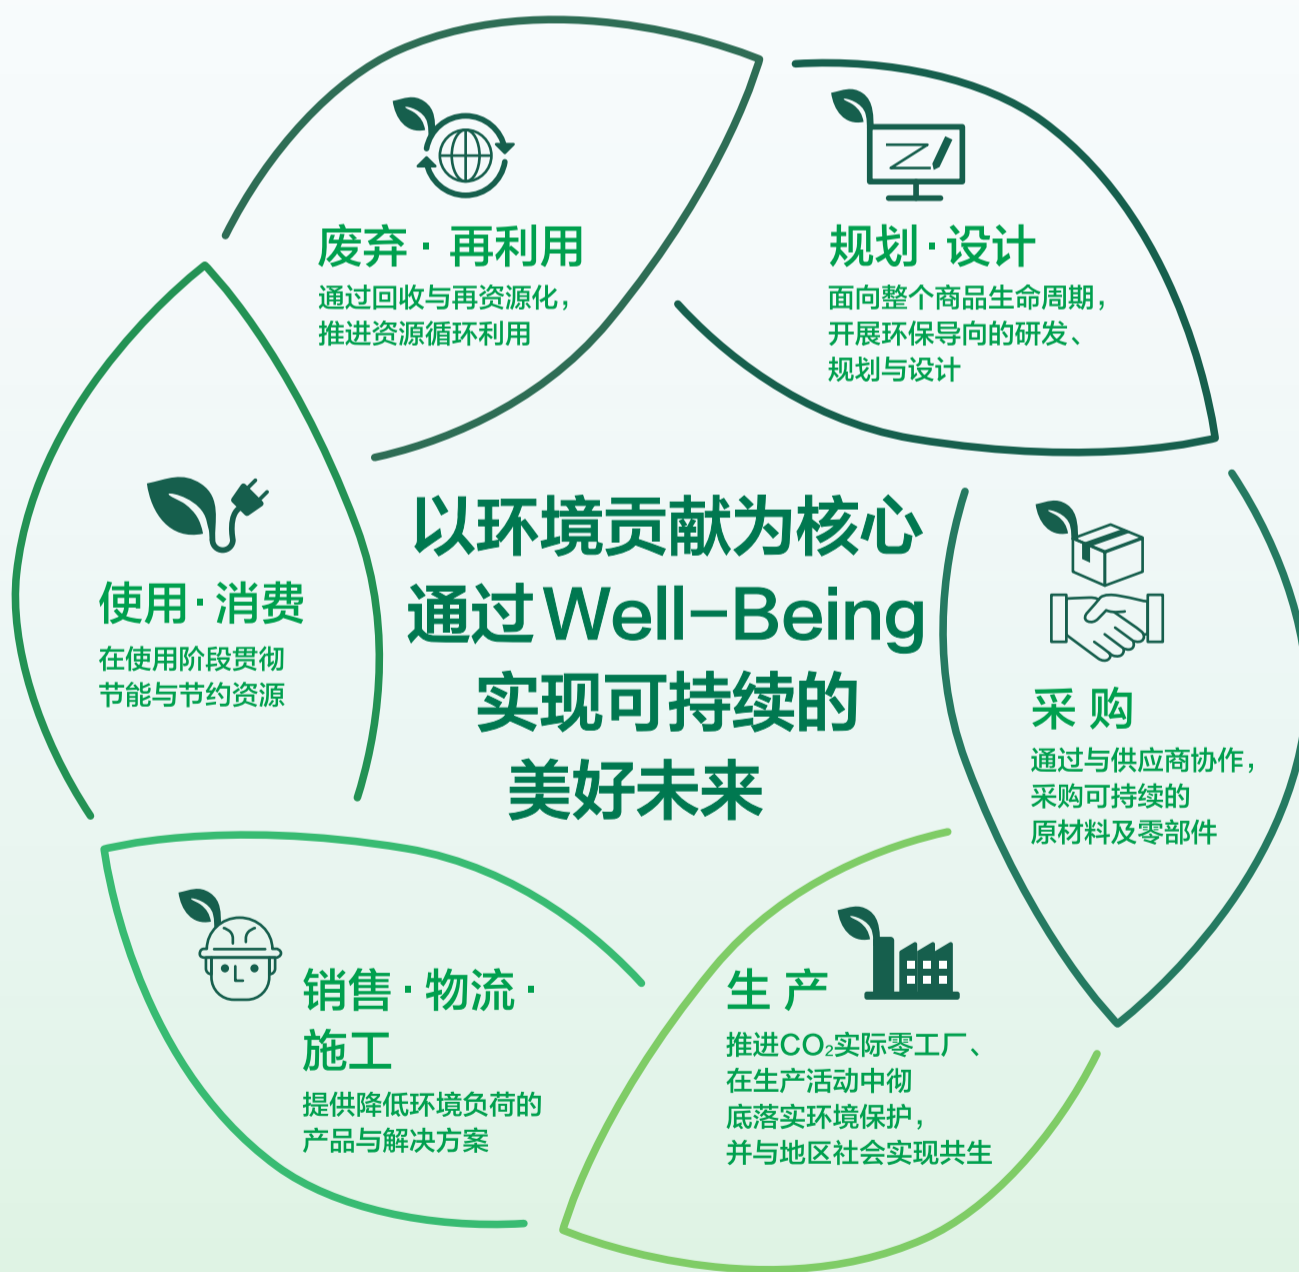 废弃·再利用
通过回收与再资源化，
推进资源循环利用
规划·设计
面向整个商品生命周期，
开展环保导向的研发、
规划与设计
使用·消费
在使用阶段贯彻
节能与节约资源
以环境贡献为核心
通过Well-Being
实现可持续的
美好未来
采 购
通过与供应商协作，
采购可持续的
原材料及零部件
销售·物流·
施工
提供降低环境负荷的
产品与解决方案
生 产
推进CO₂实际零工厂、
在生产活动中彻
底落实环境保护，
并与地区社会实现共生